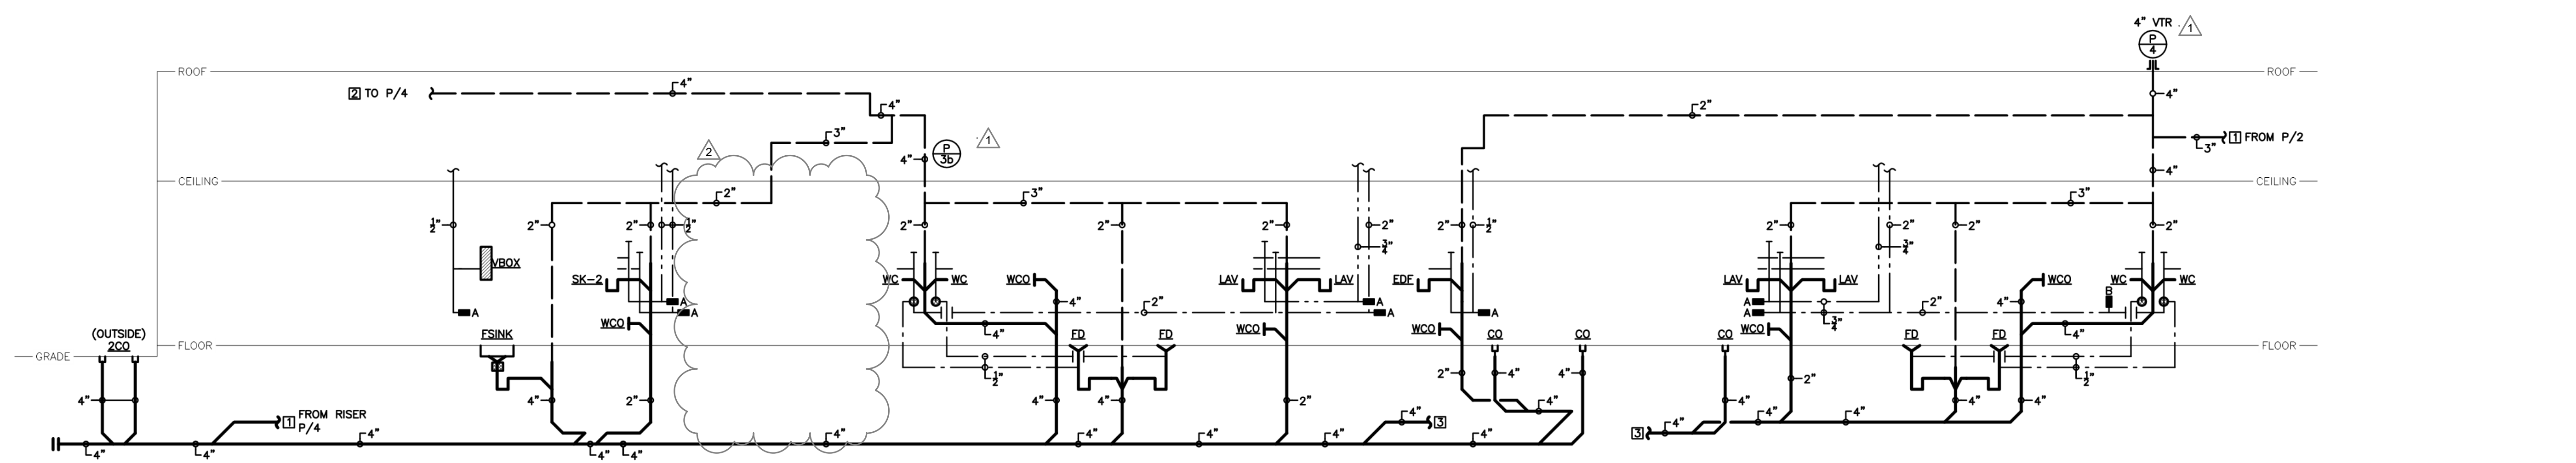 4" VTR
1
P
4
ROOF
ROOF
2 TO P/4
4"
4"
2"
4"
3"
1 FROM P/2
3"
2
4"
P
3b
1
CEILING
4"
CEILING
2"
3"
3"
1/2"
2"
2"
1/2"
2"
2"
2"
2"
2"
1/2"
2"
2"
2"
2"
3/4"
3/4"
VBOX
SK-2
WC
WC
WCO
LAV
LAV
EDF
LAV
LAV
WCO
WC
WC
A
4"
2"
A
A
4"
2"
B
A
A
A
A
A
3/4"
WCO
4"
WCO
WCO
WCO
4"
(OUTSIDE)
2CO
FSINK
FD
FD
CO
CO
CO
FD
FD
GRADE
FLOOR
FLOOR
1/2"
2"
4"
4"
2"
1/2"
4"
4"
2"
4"
4"
2"
4"
4"
4"
4"
1 FROM RISER
P/4
4"
3
4"
4"
4"
4"
4"
4"
4"
4"
3
4"
4"
4"
4"
4"